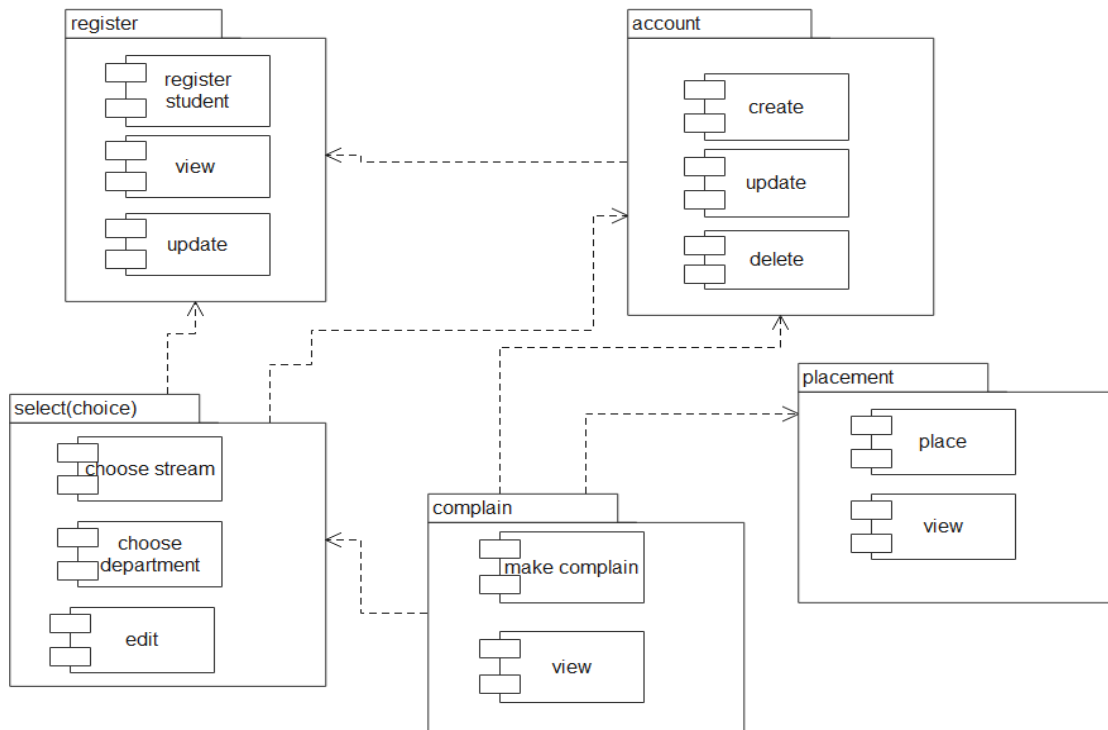 register
register
student
view
update
account
create
update
delete
select(choice)
choose stream
choose
department
edit
complain
make complain
view
placement
place
view